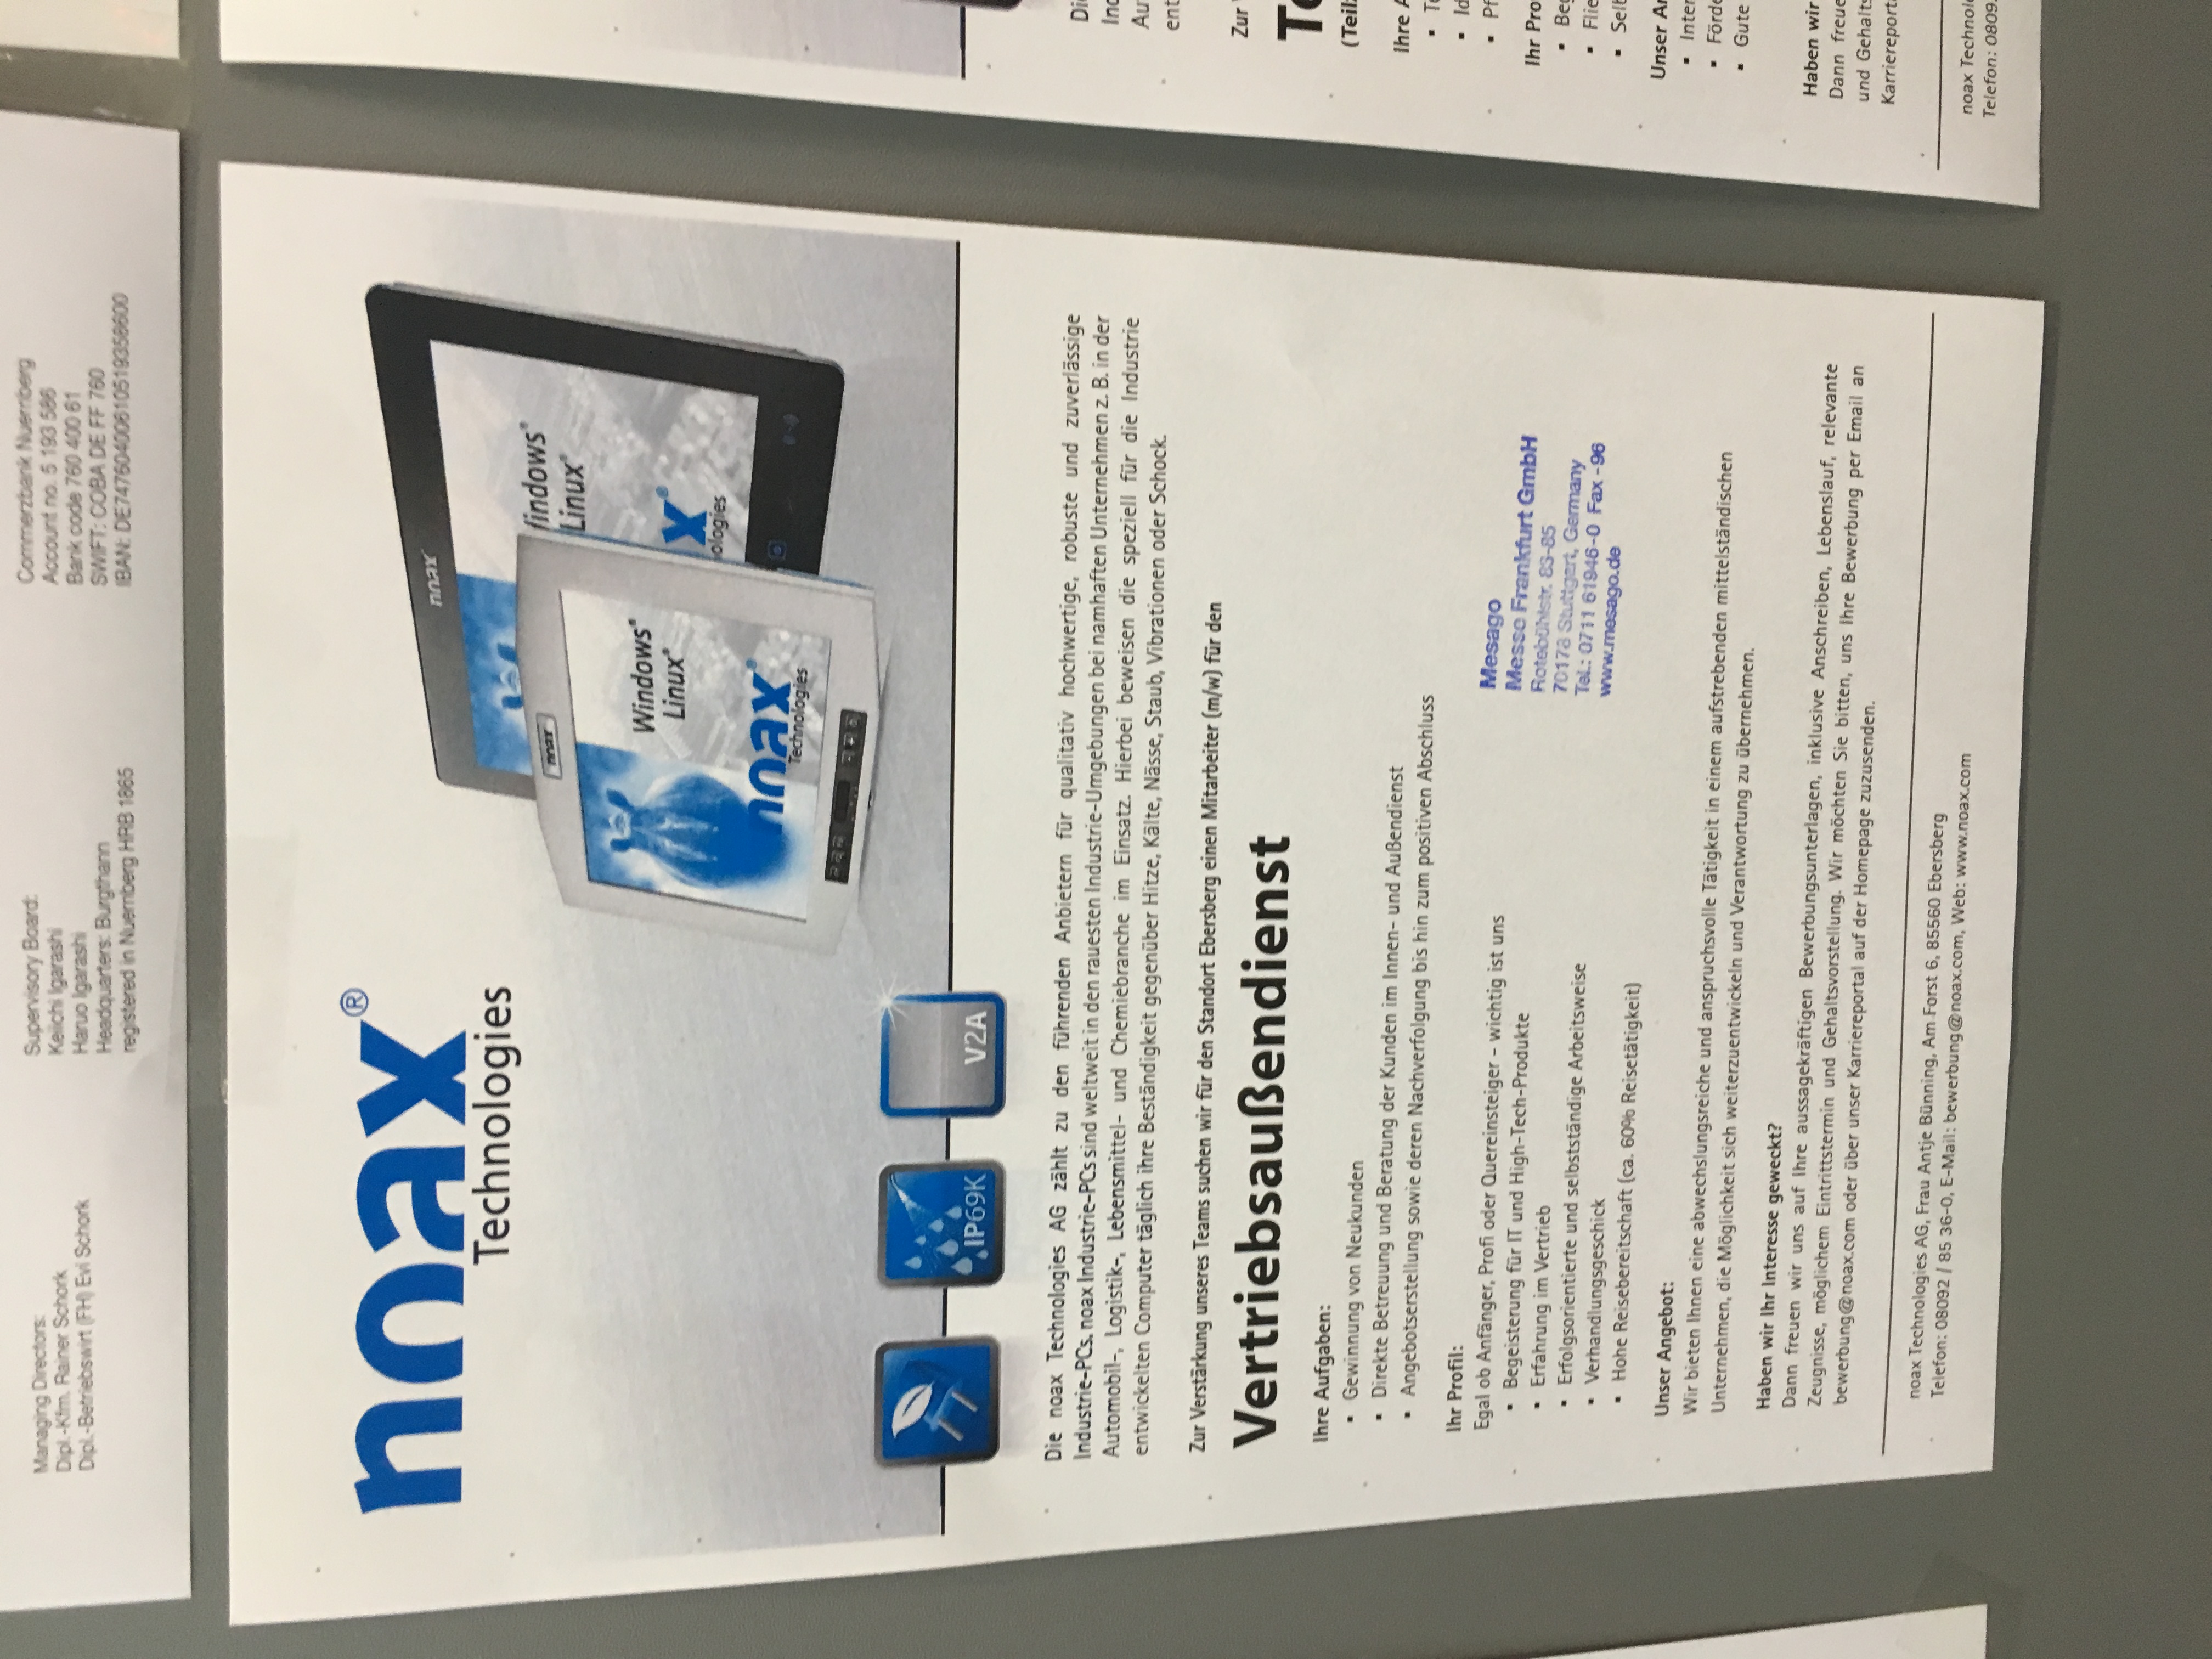 Managing Directors:
Dipl.-Kfm. Rainer Schork
Dipl.-Betriebswirt (FH) Evi Schork
Supervisory Board:
Keiichi Igarashi
Haruo Igarashi
Headquarters: Burgthann
registered in Nuernberg HRB 1865
Commerzbank Nuernberg
Account no. 5 193 586
Bank code 760 400 61
SWIFT: COBA DE FF 760
IBAN: DE74760400610519358600
noax®
Technologies
noax
Windows®
Linux®
x®
ologies
noax
Windows®
Linux®
noax®
Technologies
IP69K
V2A
Die noax Technologies AG zählt zu den führenden Anbietern für qualitativ hochwertige, robuste und zuverlässige
Industrie-PCs. noax Industrie-PCs sind weltweit in den rauesten Industrie-Umgebungen bei namhaften Unternehmen z. B. in der
Automobil-, Logistik-, Lebensmittel- und Chemiebranche im Einsatz. Hierbei beweisen die speziell für die Industrie
entwickelten Computer täglich ihre Beständigkeit gegenüber Hitze, Kälte, Nässe, Staub, Vibrationen oder Schock.
Zur Verstärkung unseres Teams suchen wir für den Standort Ebersberg einen Mitarbeiter (m/w) für den
Vertriebsaußendienst
Ihre Aufgaben:
▪ Gewinnung von Neukunden
▪ Direkte Betreuung und Beratung der Kunden im Innen- und Außendienst
▪ Angebotserstellung sowie deren Nachverfolgung bis hin zum positiven Abschluss
Ihr Profil:
Egal ob Anfänger, Profi oder Quereinsteiger – wichtig ist uns
▪ Begeisterung für IT und High-Tech-Produkte
▪ Erfahrung im Vertrieb
▪ Erfolgsorientierte und selbstständige Arbeitsweise
▪ Verhandlungsgeschick
▪ Hohe Reisebereitschaft (ca. 60% Reisetätigkeit)
Mesago
Messe Frankfurt GmbH
Rotebühlstr. 83-85
70178 Stuttgart, Germany
Tel.: 0711 61946-0 Fax -96
www.mesago.de
Unser Angebot:
Wir bieten Ihnen eine abwechslungsreiche und anspruchsvolle Tätigkeit in einem aufstrebenden mittelständischen
Unternehmen, die Möglichkeit sich weiterzuentwickeln und Verantwortung zu übernehmen.
Haben wir Ihr Interesse geweckt?
Dann freuen wir uns auf Ihre aussagekräftigen Bewerbungsunterlagen, inklusive Anschreiben, Lebenslauf, relevante
Zeugnisse, möglichem Eintrittstermin und Gehaltsvorstellung. Wir möchten Sie bitten, uns Ihre Bewerbung per Email an
bewerbung@noax.com oder über unser Karriereportal auf der Homepage zuzusenden.
noax Technologies AG, Frau Antje Bünning, Am Forst 6, 85560 Ebersberg
Telefon: 08092 / 85 36-0, E-Mail: bewerbung@noax.com, Web: www.noax.com
Di
Ind
Au
ent
Zur
Te
(Teilz
Ihre A
▪ Te
▪ Id
▪ Pf
Ihr Pro
▪ Beg
▪ Flie
▪ Selb
Unser An
▪ Inter
▪ Förde
▪ Gute
Haben wir
Dann freue
und Gehalts
Karriereport
noax Technol
Telefon: 0809